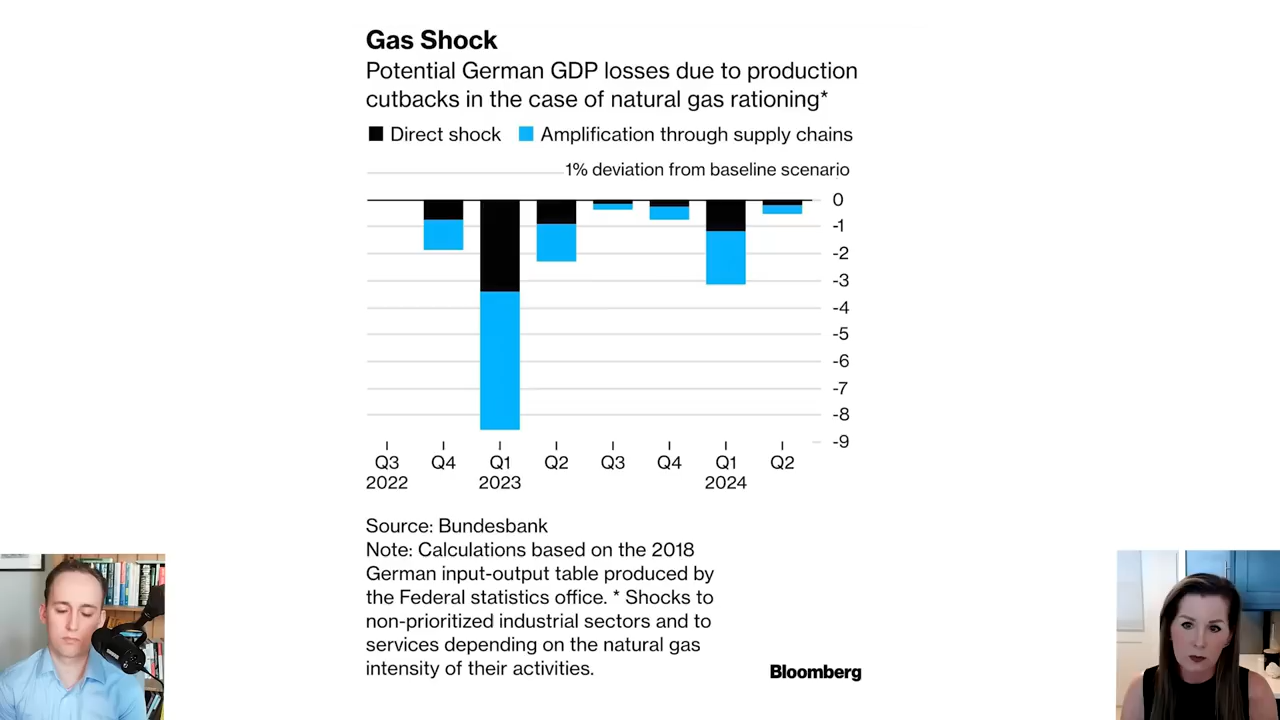 Gas Shock
Potential German GDP losses due to production
cutbacks in the case of natural gas rationing*
Direct shock Amplification through supply chains
1% deviation from baseline scenario
0
-1
-2
-3
-4
-5
-6
-7
-8
-9
Q3 Q4 Q1 Q2 Q3 Q4 Q1 Q2
2022 2023 2024
Source: Bundesbank
Note: Calculations based on the 2018
German input-output table produced by
the Federal statistics office. * Shocks to
non-prioritized industrial sectors and to
services depending on the natural gas
intensity of their activities.
Bloomberg